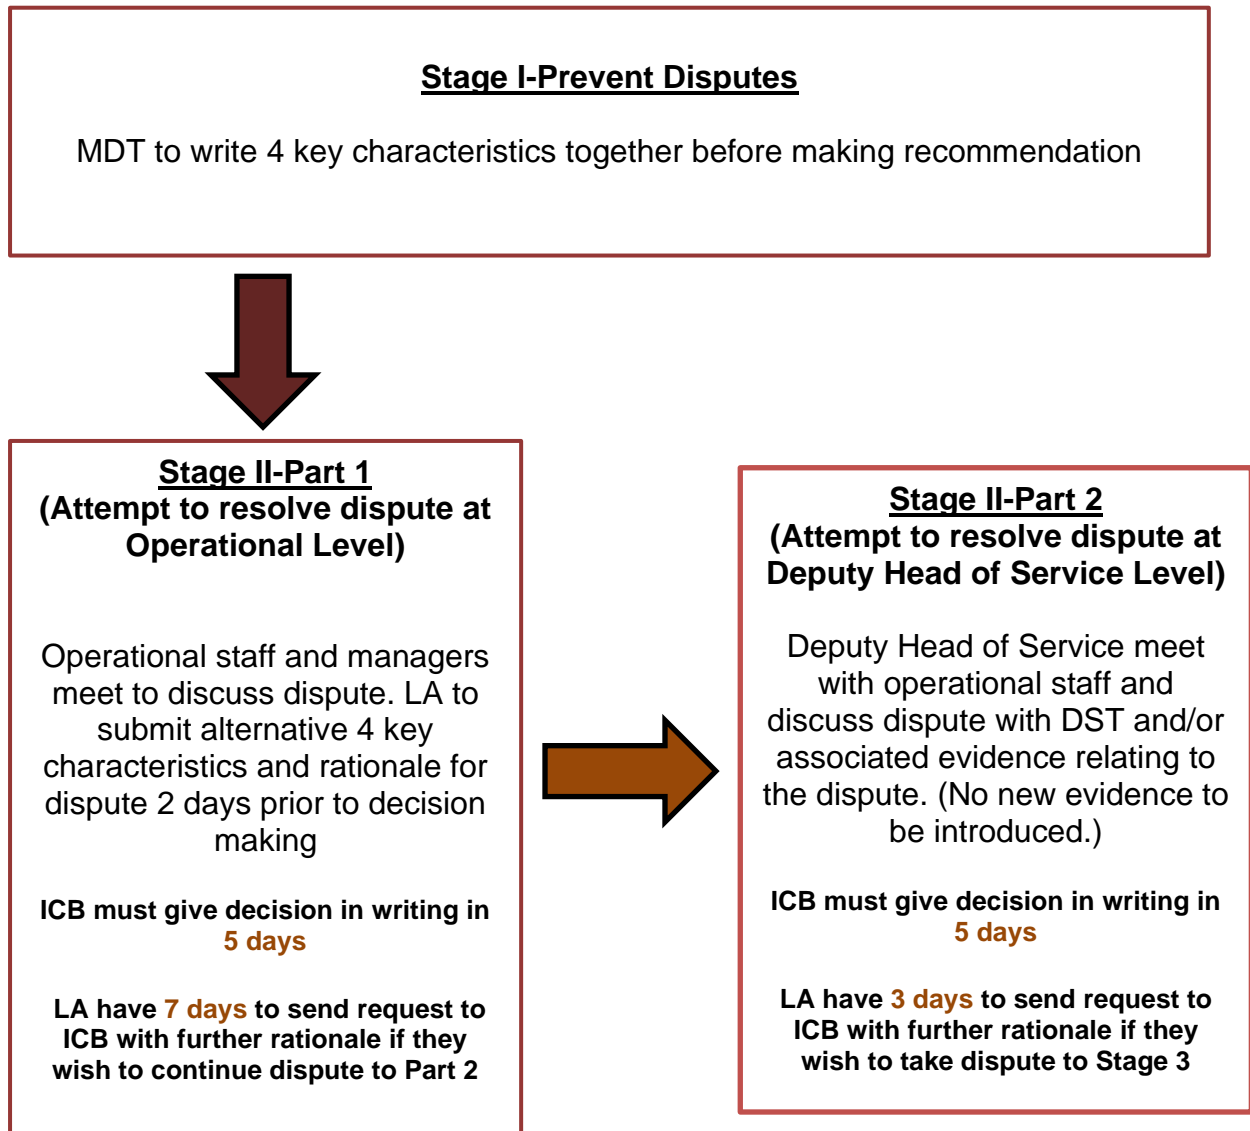 Stage I-Prevent Disputes
MDT to write 4 key characteristics together before making recommendation
Stage II-Part 1
(Attempt to resolve dispute at
Operational Level)
Operational staff and managers
meet to discuss dispute. LA to
submit alternative 4 key
characteristics and rationale for
dispute 2 days prior to decision
making
ICB must give decision in writing in
5 days
LA have 7 days to send request to
ICB with further rationale if they
wish to continue dispute to Part 2
Stage II-Part 2
(Attempt to resolve dispute at
Deputy Head of Service Level)
Deputy Head of Service meet
with operational staff and
discuss dispute with DST and/or
associated evidence relating to
the dispute. (No new evidence to
be introduced.)
ICB must give decision in writing in
5 days
LA have 3 days to send request to
ICB with further rationale if they
wish to take dispute to Stage 3